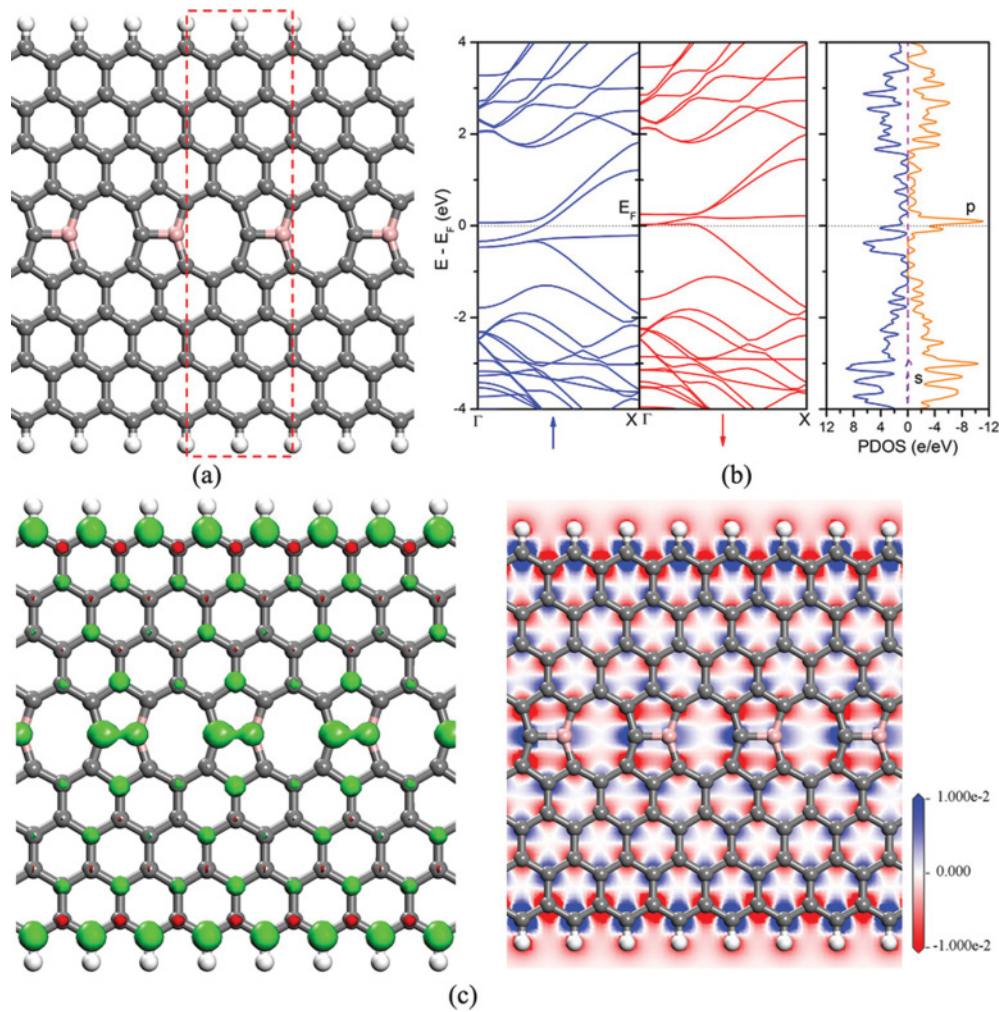 4
2
0
-2
-4
E - E_F (eV)
E_F
Γ
X
Γ
X
p
s
12 8 4 0 -4 -8 -12
PDOS (e/eV)
(a)
(b)
1.000e-2
0.000
-1.000e-2
(c)